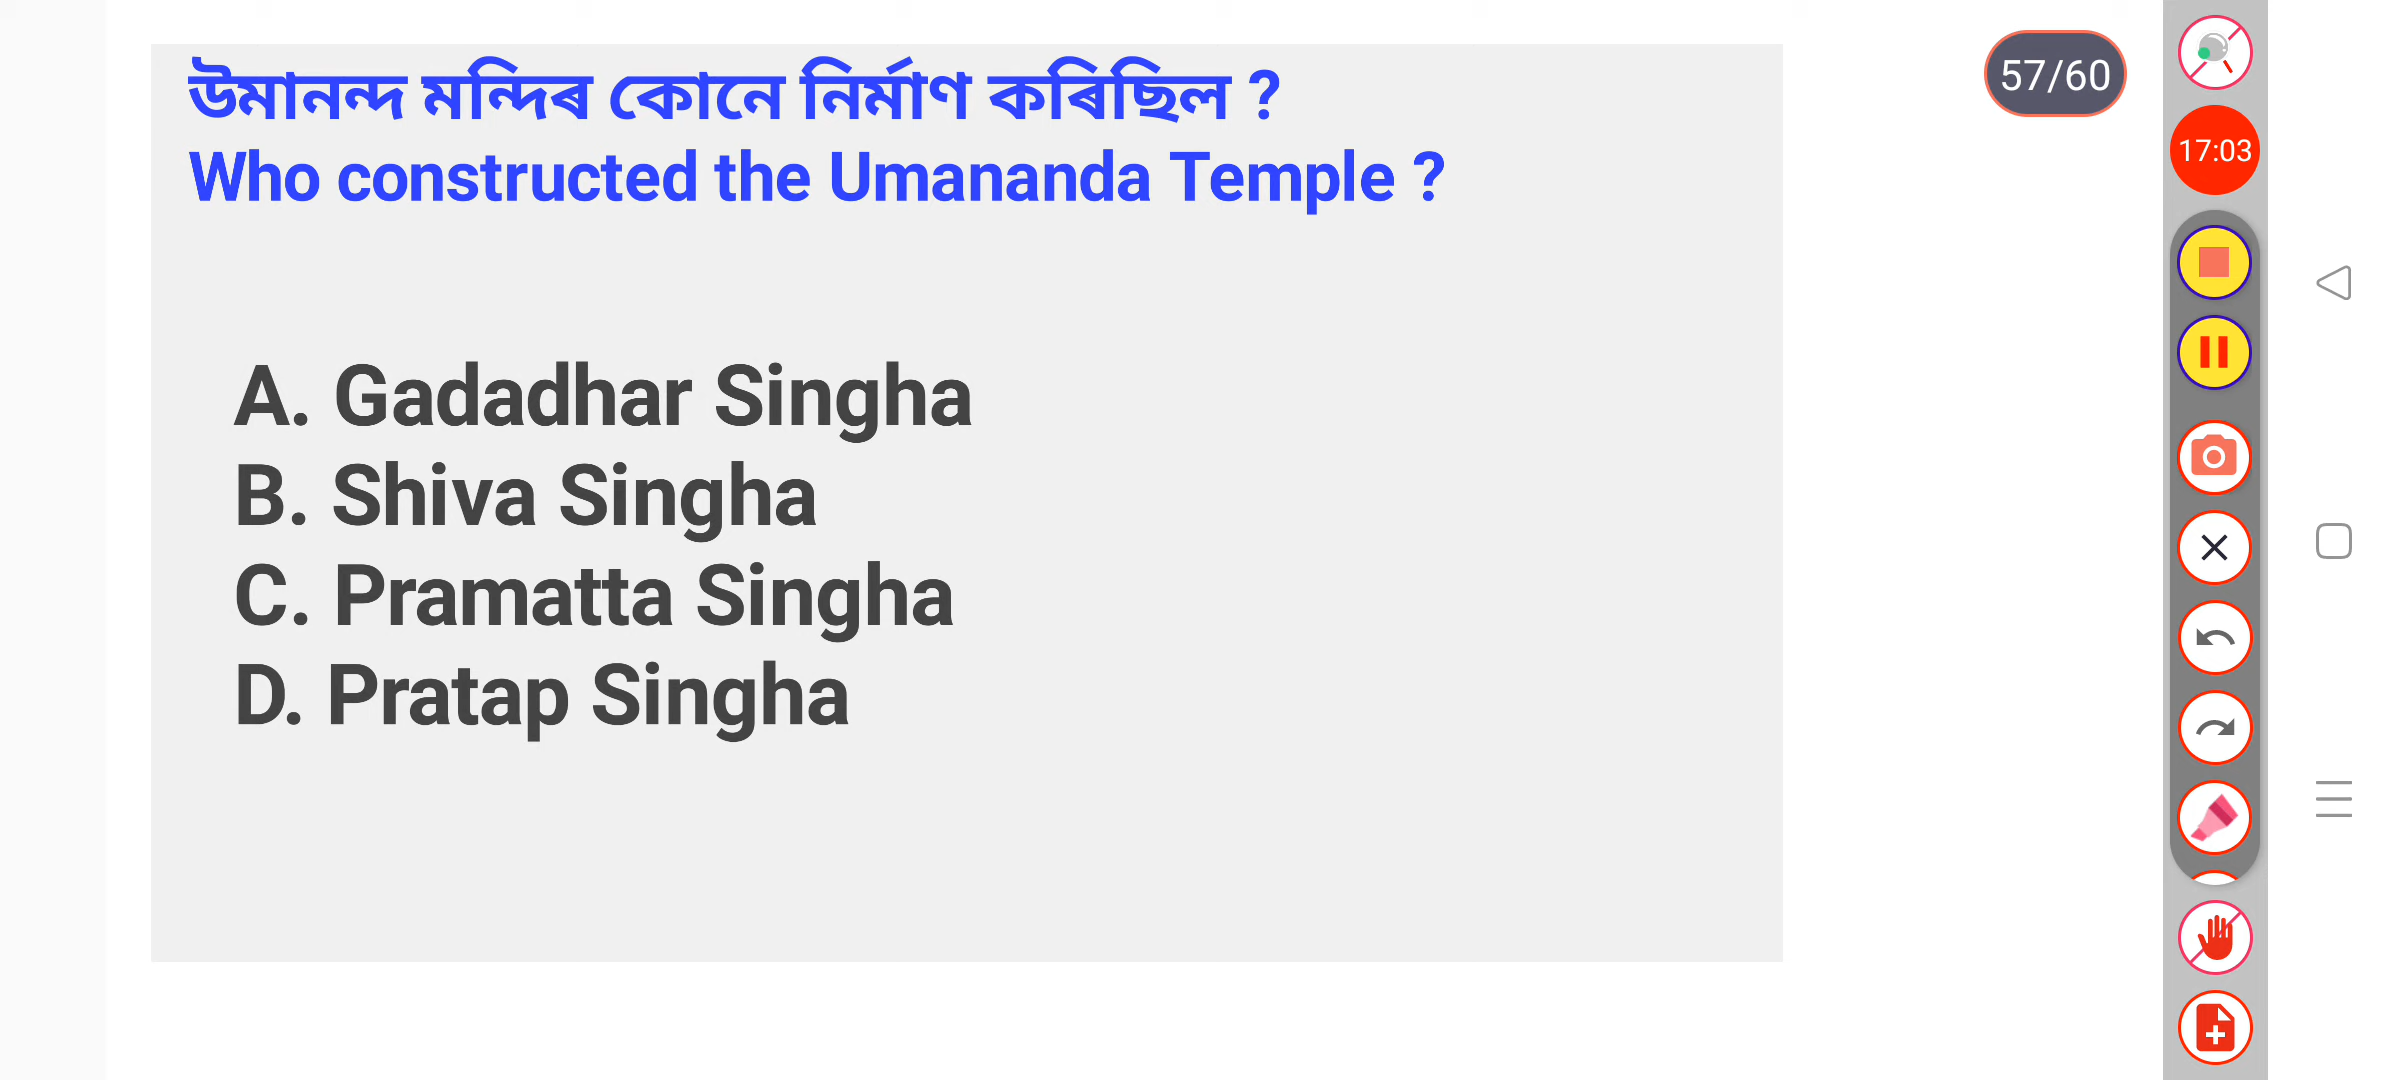 উমানন্দ মন্দিৰ কোনে নিৰ্মাণ কৰিছিল ?
Who constructed the Umananda Temple ?
A. Gadadhar Singha
B. Shiva Singha
C. Pramatta Singha
D. Pratap Singha
57/60
17:03